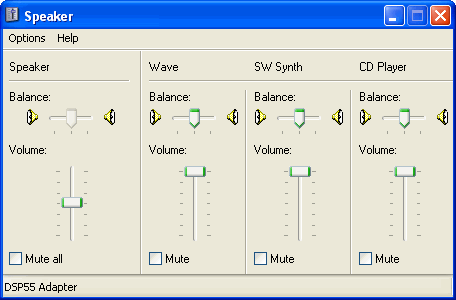 Speaker
Options Help
Speaker Wave SW Synth CD Player
Balance: Balance: Balance: Balance:
Volume: Volume: Volume: Volume:
Mute all Mute Mute Mute
DSP55 Adapter